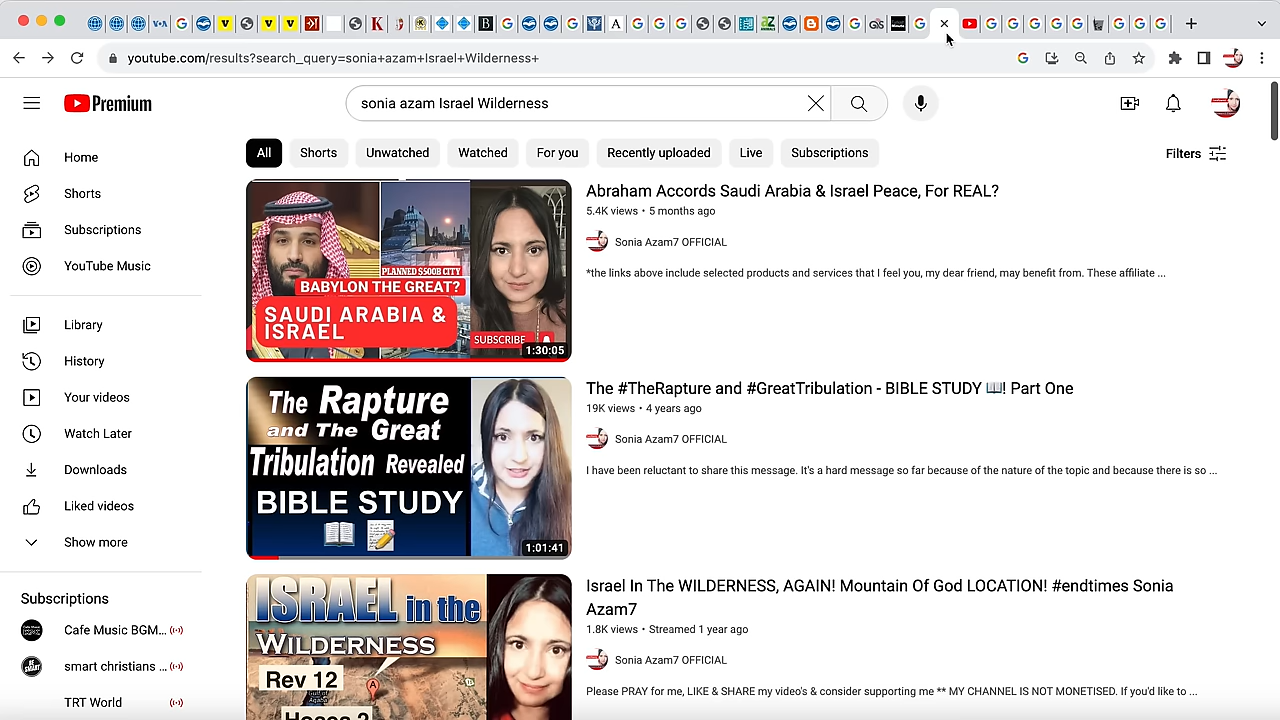 youtube.com/results?search_query=sonia+azam+Israel+Wilderness+
Premium
sonia azam Israel Wilderness
All
Shorts
Unwatched
Watched
For you
Recently uploaded
Live
Subscriptions
Filters
Home
Shorts
Subscriptions
YouTube Music
Library
History
Your videos
Watch Later
Downloads
Liked videos
Show more
Subscriptions
Cafe Music BGM...
smart christians ...
TRT World
PLANNED $500B CITY
BABYLON THE GREAT?
SAUDI ARABIA &
ISRAEL
SUBSCRIBE
1:30:05
Abraham Accords Saudi Arabia & Israel Peace, For REAL?
5.4K views • 5 months ago
Sonia Azam7 OFFICIAL
*the links above include selected products and services that I feel you, my dear friend, may benefit from. These affiliate ...
The Rapture
and The Great
Tribulation Revealed
BIBLE STUDY
1:01:41
The #TheRapture and #GreatTribulation - BIBLE STUDY 📖! Part One
19K views • 4 years ago
Sonia Azam7 OFFICIAL
I have been reluctant to share this message. It's a hard message so far because of the nature of the topic and because there is so ...
ISRAEL in the
WILDERNESS
Rev 12
Hosea 2
Israel In The WILDERNESS, AGAIN! Mountain Of God LOCATION! #endtimes Sonia
Azam7
1.8K views • Streamed 1 year ago
Sonia Azam7 OFFICIAL
Please PRAY for me, LIKE & SHARE my video's & consider supporting me ** MY CHANNEL IS NOT MONETISED. If you'd like to....